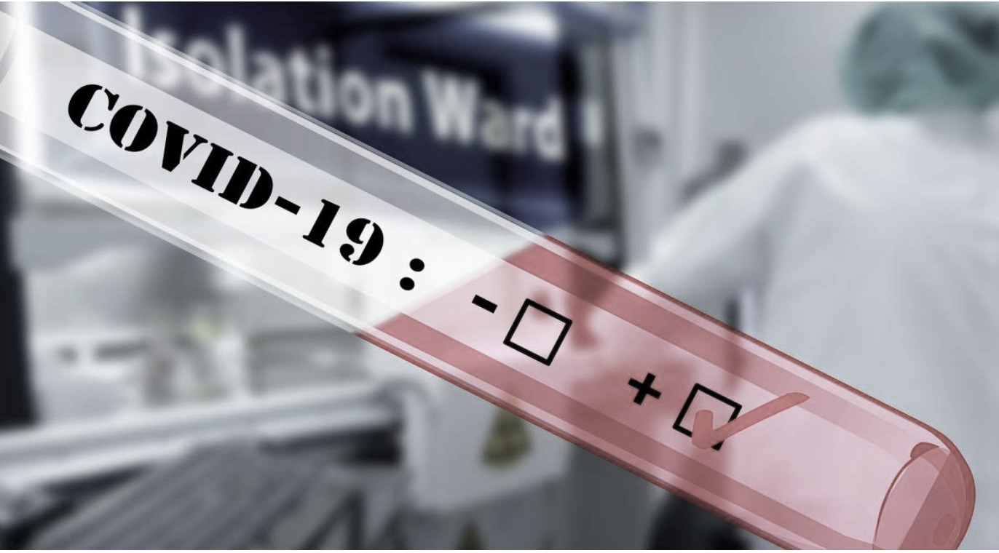 Isolation Ward
COVID-19 :
- ☐
+ ☑